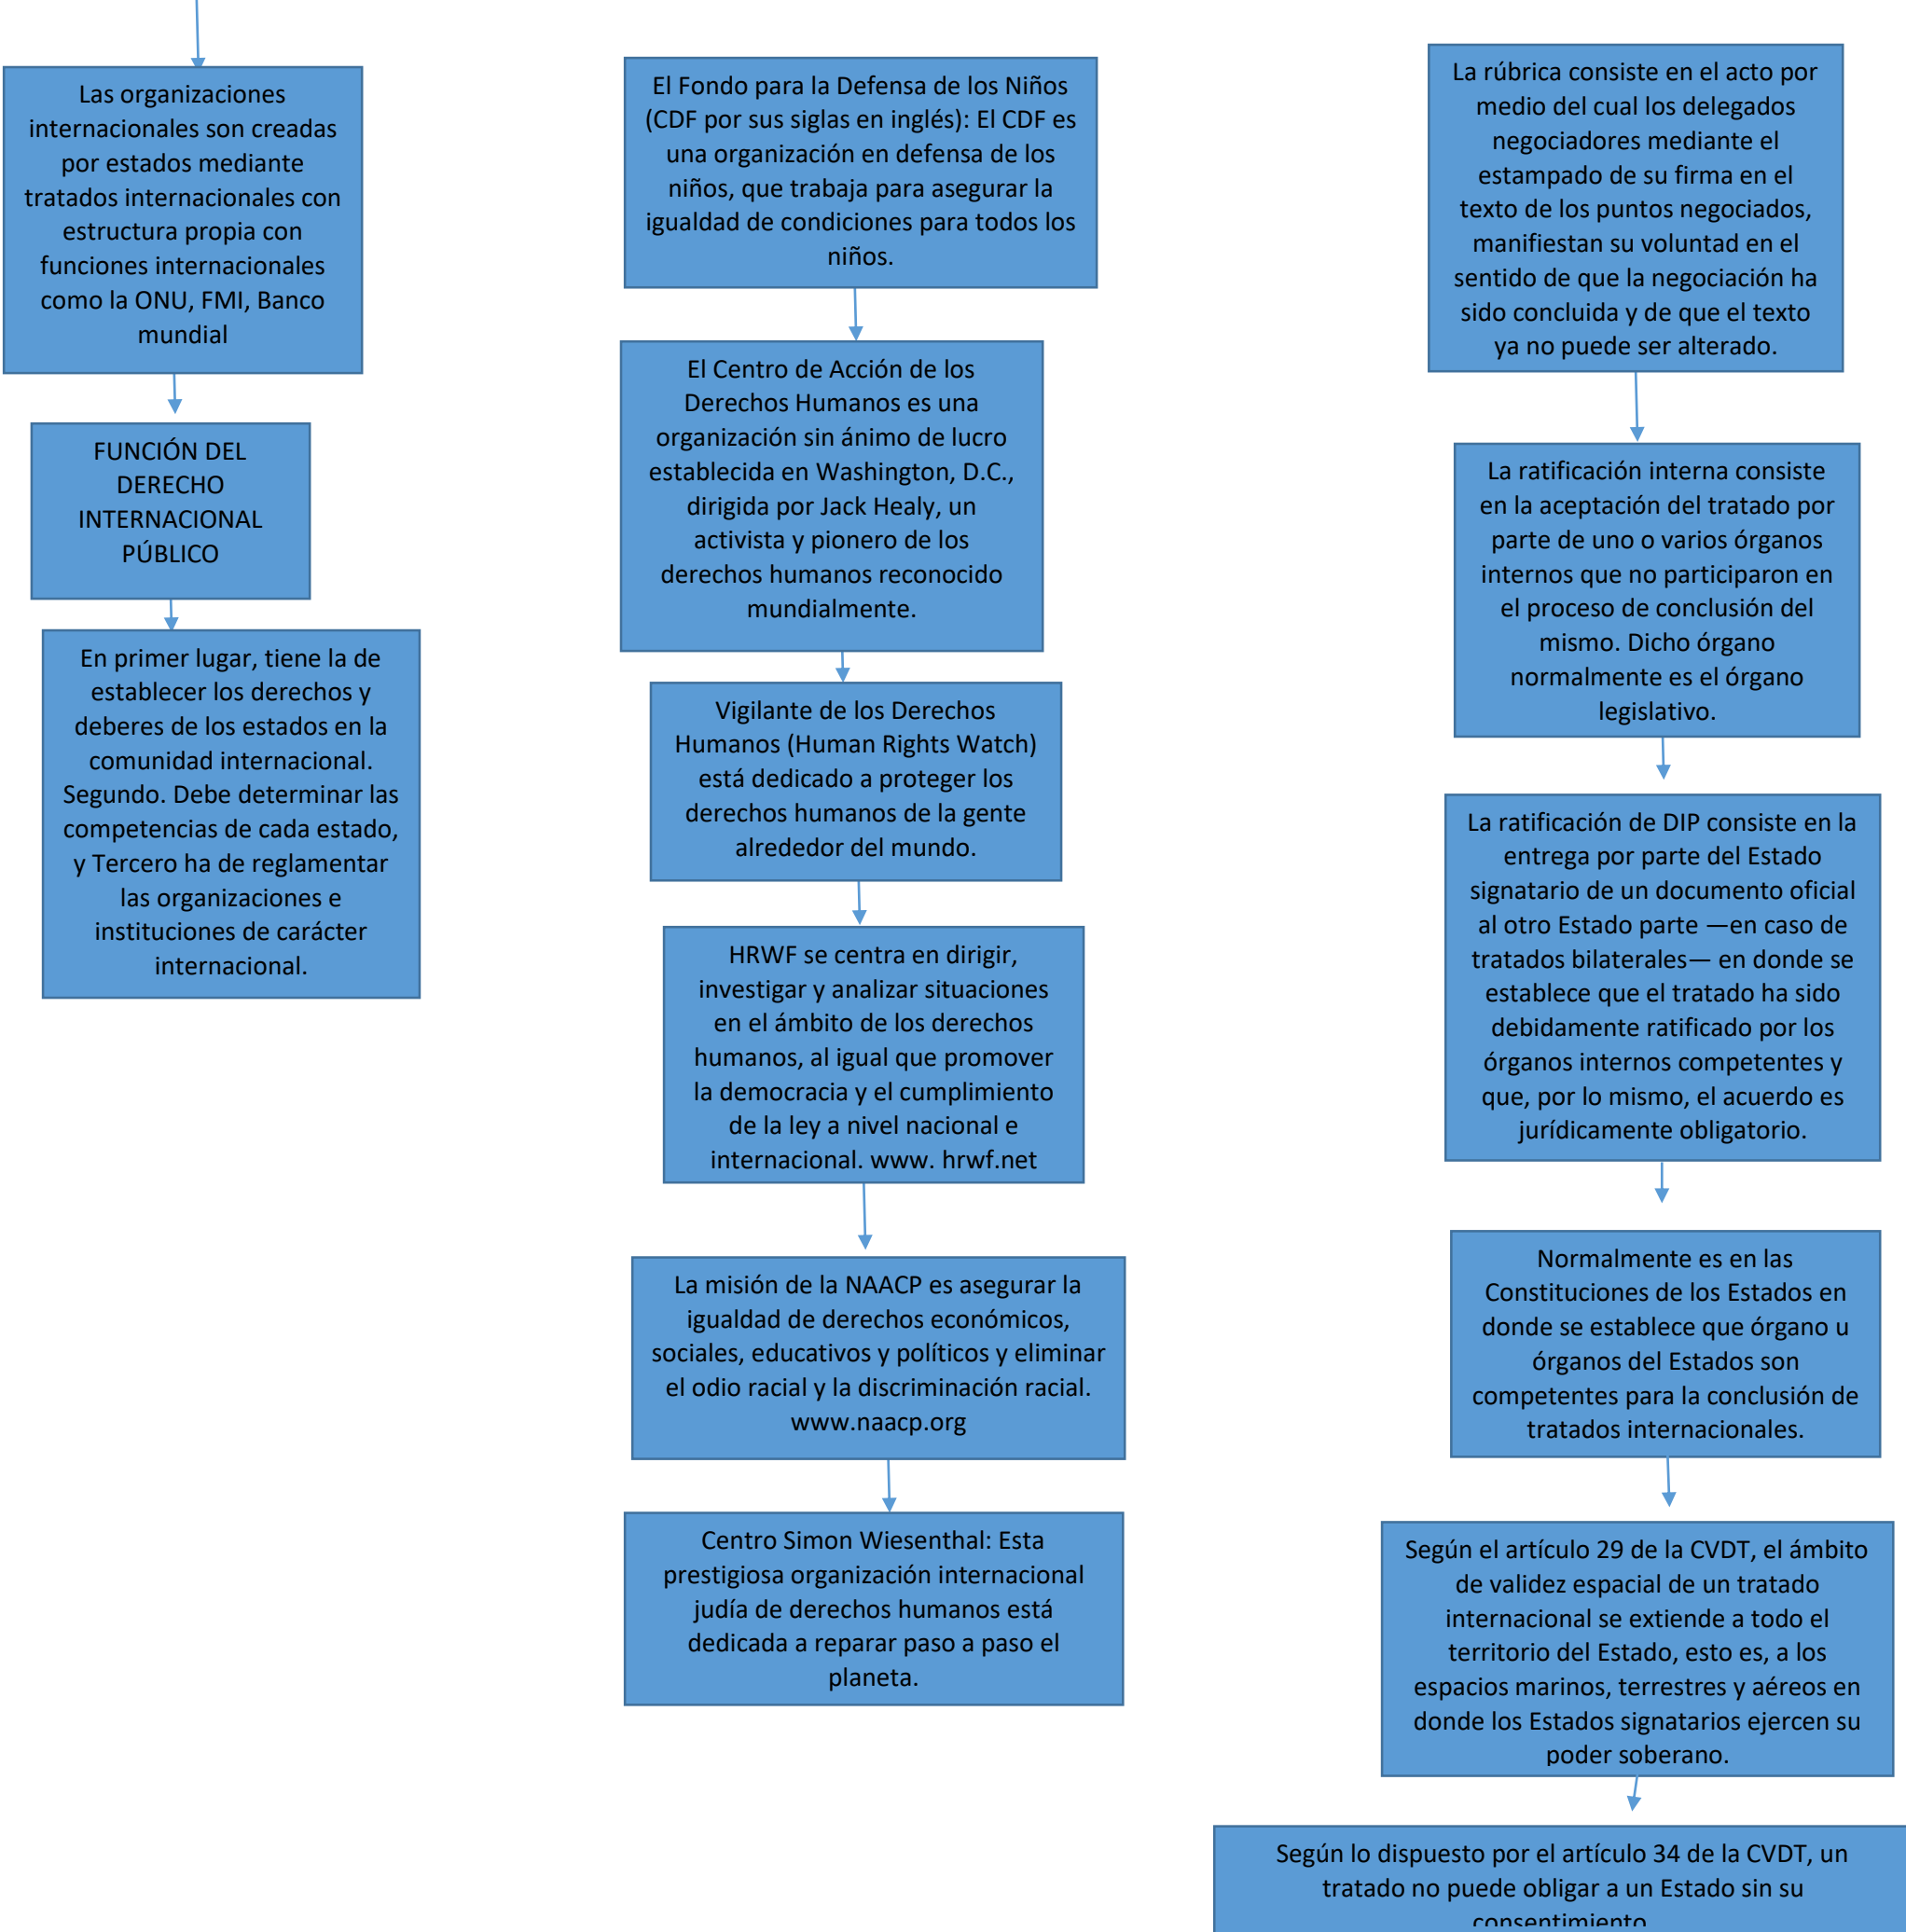 Las organizaciones
internacionales son creadas
por estados mediante
tratados internacionales con
estructura propia con
funciones internacionales
como la ONU, FMI, Banco
mundial
FUNCIÓN DEL
DERECHO
INTERNACIONAL
PÚBLICO
En primer lugar, tiene la de
establecer los derechos y
deberes de los estados en la
comunidad internacional.
Segundo. Debe determinar las
competencias de cada estado,
y Tercero ha de reglamentar
las organizaciones e
instituciones de carácter
internacional.
El Fondo para la Defensa de los Niños
(CDF por sus siglas en inglés): El CDF es
una organización en defensa de los
niños, que trabaja para asegurar la
igualdad de condiciones para todos los
niños.
El Centro de Acción de los
Derechos Humanos es una
organización sin ánimo de lucro
establecida en Washington, D.C.,
dirigida por Jack Healy, un
activista y pionero de los
derechos humanos reconocido
mundialmente.
Vigilante de los Derechos
Humanos (Human Rights Watch)
está dedicado a proteger los
derechos humanos de la gente
alrededor del mundo.
HRWF se centra en dirigir,
investigar y analizar situaciones
en el ámbito de los derechos
humanos, al igual que promover
la democracia y el cumplimiento
de la ley a nivel nacional e
internacional. www. hrwf.net
La misión de la NAACP es asegurar la
igualdad de derechos económicos,
sociales, educativos y políticos y eliminar
el odio racial y la discriminación racial.
www.naacp.org
Centro Simon Wiesenthal: Esta
prestigiosa organización internacional
judía de derechos humanos está
dedicada a reparar paso a paso el
planeta.
La rúbrica consiste en el acto por
medio del cual los delegados
negociadores mediante el
estampado de su firma en el
texto de los puntos negociados,
manifiestan su voluntad en el
sentido de que la negociación ha
sido concluida y de que el texto
ya no puede ser alterado.
La ratificación interna consiste
en la aceptación del tratado por
parte de uno o varios órganos
internos que no participaron en
el proceso de conclusión del
mismo. Dicho órgano
normalmente es el órgano
legislativo.
La ratificación de DIP consiste en la
entrega por parte del Estado
signatario de un documento oficial
al otro Estado parte —en caso de
tratados bilaterales— en donde se
establece que el tratado ha sido
debidamente ratificado por los
órganos internos competentes y
que, por lo mismo, el acuerdo es
jurídicamente obligatorio.
Normalmente es en las
Constituciones de los Estados en
donde se establece que órgano u
órganos del Estados son
competentes para la conclusión de
tratados internacionales.
Según el artículo 29 de la CVDT, el ámbito
de validez espacial de un tratado
internacional se extiende a todo el
territorio del Estado, esto es, a los
espacios marinos, terrestres y aéreos en
donde los Estados signatarios ejercen su
poder soberano.
Según lo dispuesto por el artículo 34 de la CVDT, un
tratado no puede obligar a un Estado sin su
consentimiento